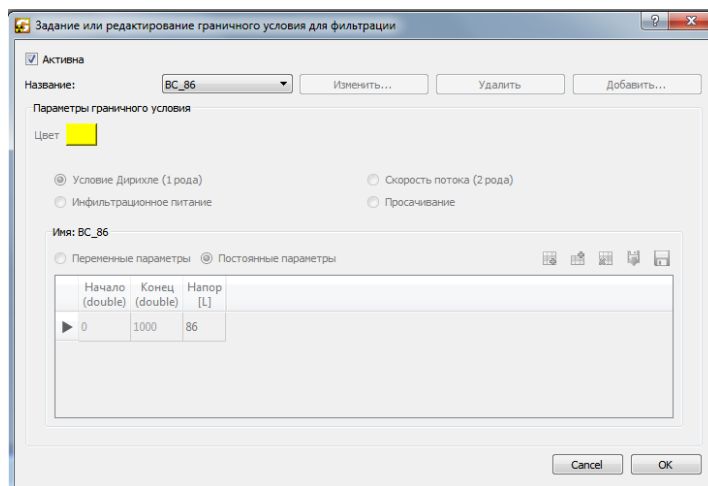 Задание или редактирование граничного условия для фильтрации
Активна
Название: BC_86 Изменить... Удалить Добавить...
Параметры граничного условия
Цвет
Условие Дирихле (1 рода) Скорость потока (2 рода)
Инфильтрационное питание Просачивание
Имя: BC_86
Переменные параметры Постоянные параметры
Начало Конец Напор
(double) (double) [L]
0 1000 86
Cancel OK